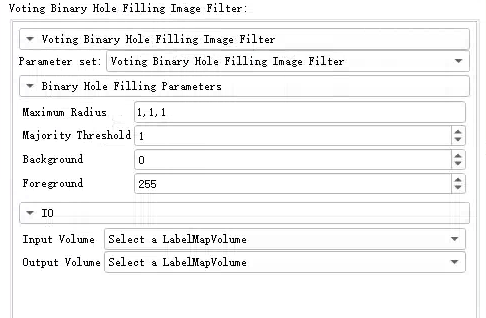 Voting Binary Hole Filling Image Filter:
Voting Binary Hole Filling Image Filter
Parameter set: Voting Binary Hole Filling Image Filter
Binary Hole Filling Parameters
Maximum Radius 1,1,1
Majority Threshold 1
Background 0
Foreground 255
IO
Input Volume Select a LabelMapVolume
Output Volume Select a LabelMapVolume